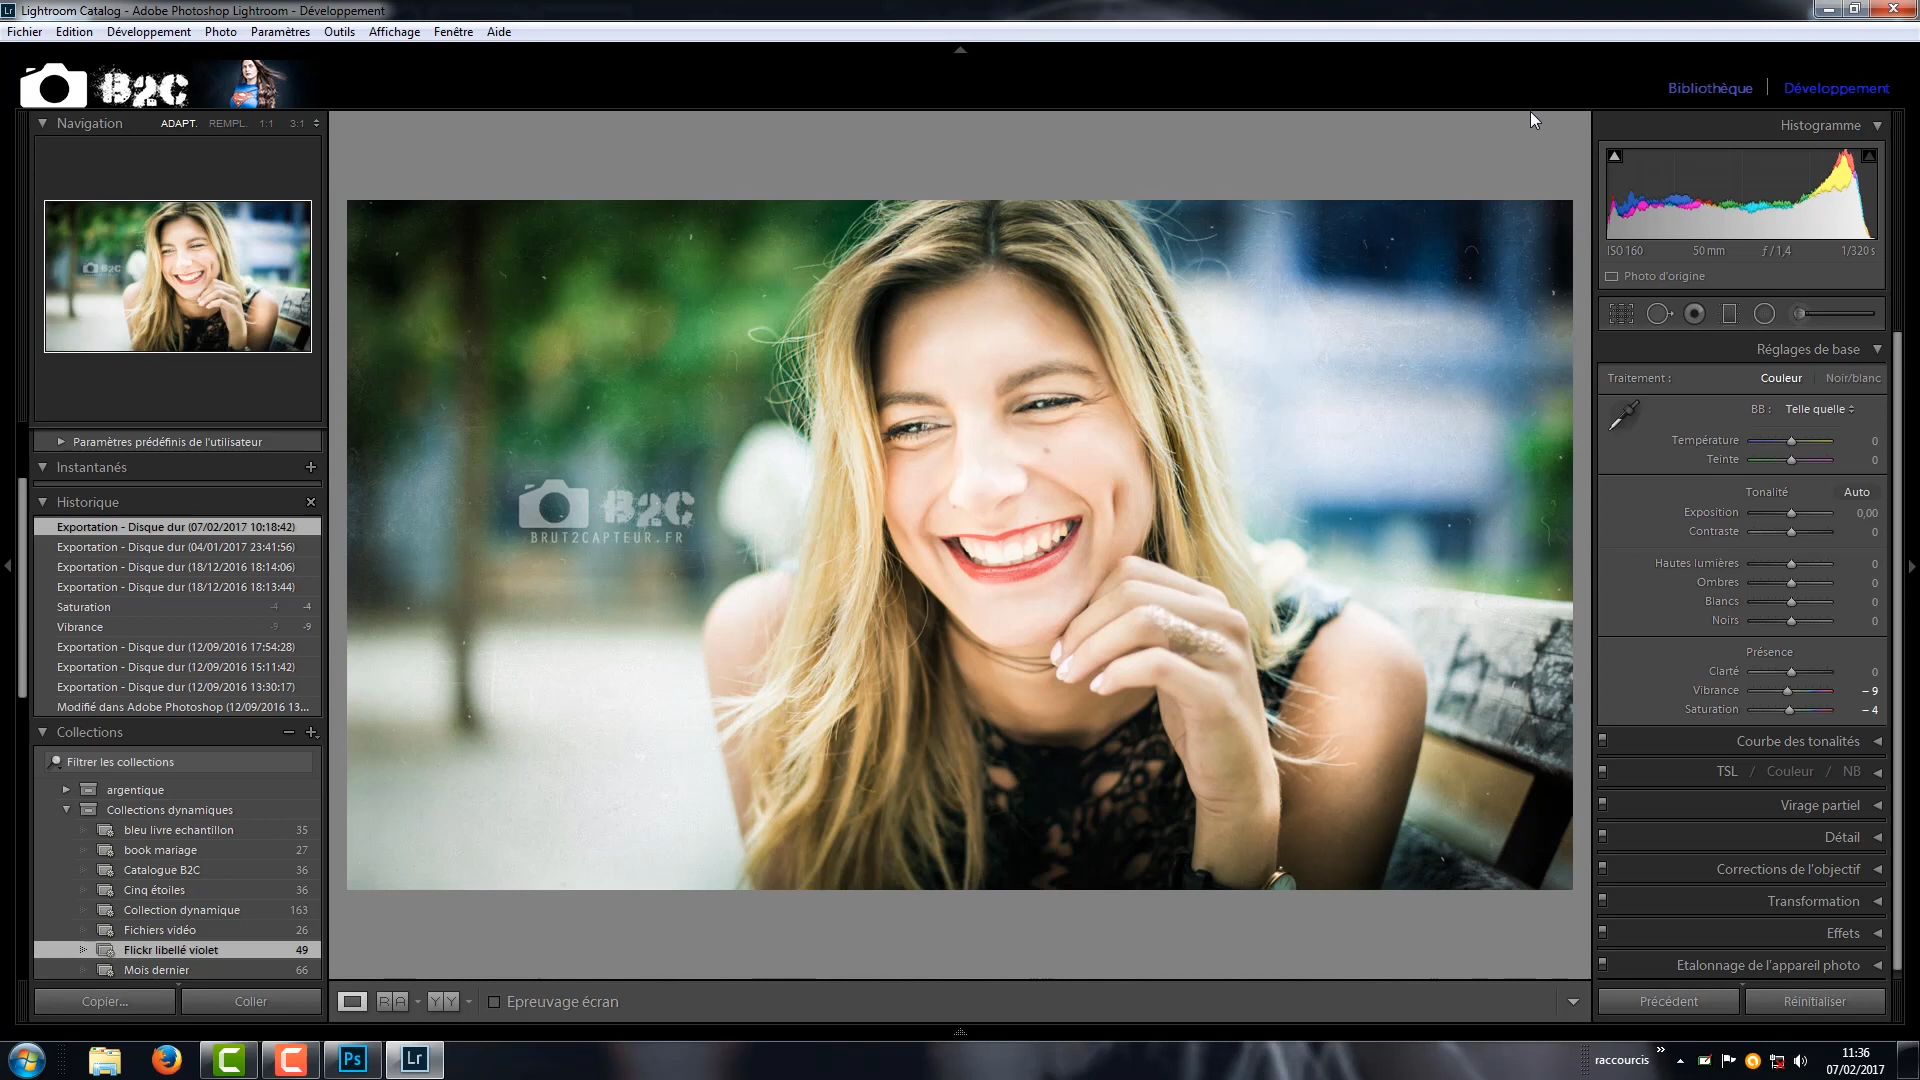 Lightroom Catalog - Adobe Photoshop Lightroom - Développement
Fichier Edition Développement Photo Paramètres Outils Affichage Fenêtre Aide
B2C
Bibliothèque | Développement
Navigation ADAPT. REMPL. 1:1 3:1
B2C
Paramètres prédéfinis de l'utilisateur
Instantanés
Historique
Exportation - Disque dur (07/02/2017 10:18:42)
Exportation - Disque dur (04/01/2017 23:41:56)
Exportation - Disque dur (18/12/2016 18:14:06)
Exportation - Disque dur (18/12/2016 18:13:44)
Saturation -4 -4
Vibrance -9 -9
Exportation - Disque dur (12/09/2016 17:54:28)
Exportation - Disque dur (12/09/2016 15:11:42)
Exportation - Disque dur (12/09/2016 13:30:17)
Modifié dans Adobe Photoshop (12/09/2016 13...
Collections
Filtrer les collections
argentique
Collections dynamiques
bleu livre echantillon 35
book mariage 27
Catalogue B2C 36
Cinq étoiles 36
Collection dynamique 163
Fichiers vidéo 26
Flickr libellé violet 49
Mois dernier 66
Copier... Coller
B2C
BRUT2CAPTEUR.FR
RA YY Epreuvage écran
Histogramme
ISO 160 50 mm ƒ / 1,4 1/320 s
Photo d'origine
Réglages de base
Traitement : Couleur | Noir/blanc
BB : Telle quelle
Température 0
Teinte 0
Tonalité Auto
Exposition 0,00
Contraste 0
Hautes lumières 0
Ombres 0
Blancs 0
Noirs 0
Présence
Clarté 0
Vibrance – 9
Saturation – 4
Courbe des tonalités
TSL / Couleur / NB
Virage partiel
Détail
Corrections de l'objectif
Transformation
Effets
Etalonnage de l'appareil photo
Précédent Réinitialiser
Ps Lr
raccourcis
11:36
07/02/2017